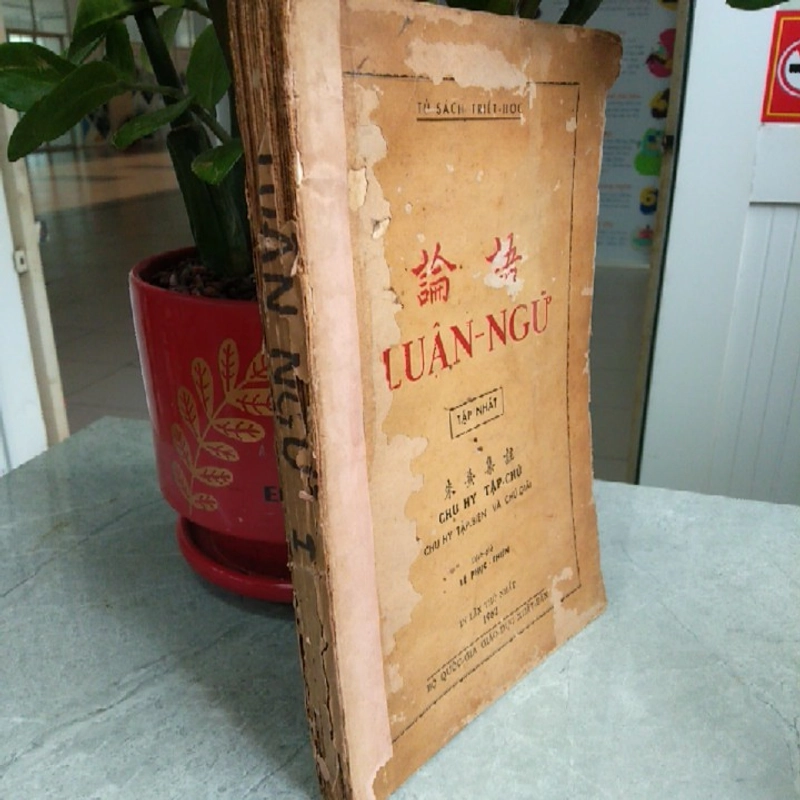 TỦ SÁCH TRIẾT-HỌC
論語
LUẬN-NGỮ
TẬP NHẤT
朱熹集註
CHU HY TẬP-CHÚ
CHU HY TẬP-BIÊN VÀ CHÚ GIẢI
LÊ PHỤC THIỆN
IN LẦN THỨ NHẤT
1962
BỘ QUỐC-GIA GIÁO-DỤC XUẤT-BẢN
LUẬN NGỮ I